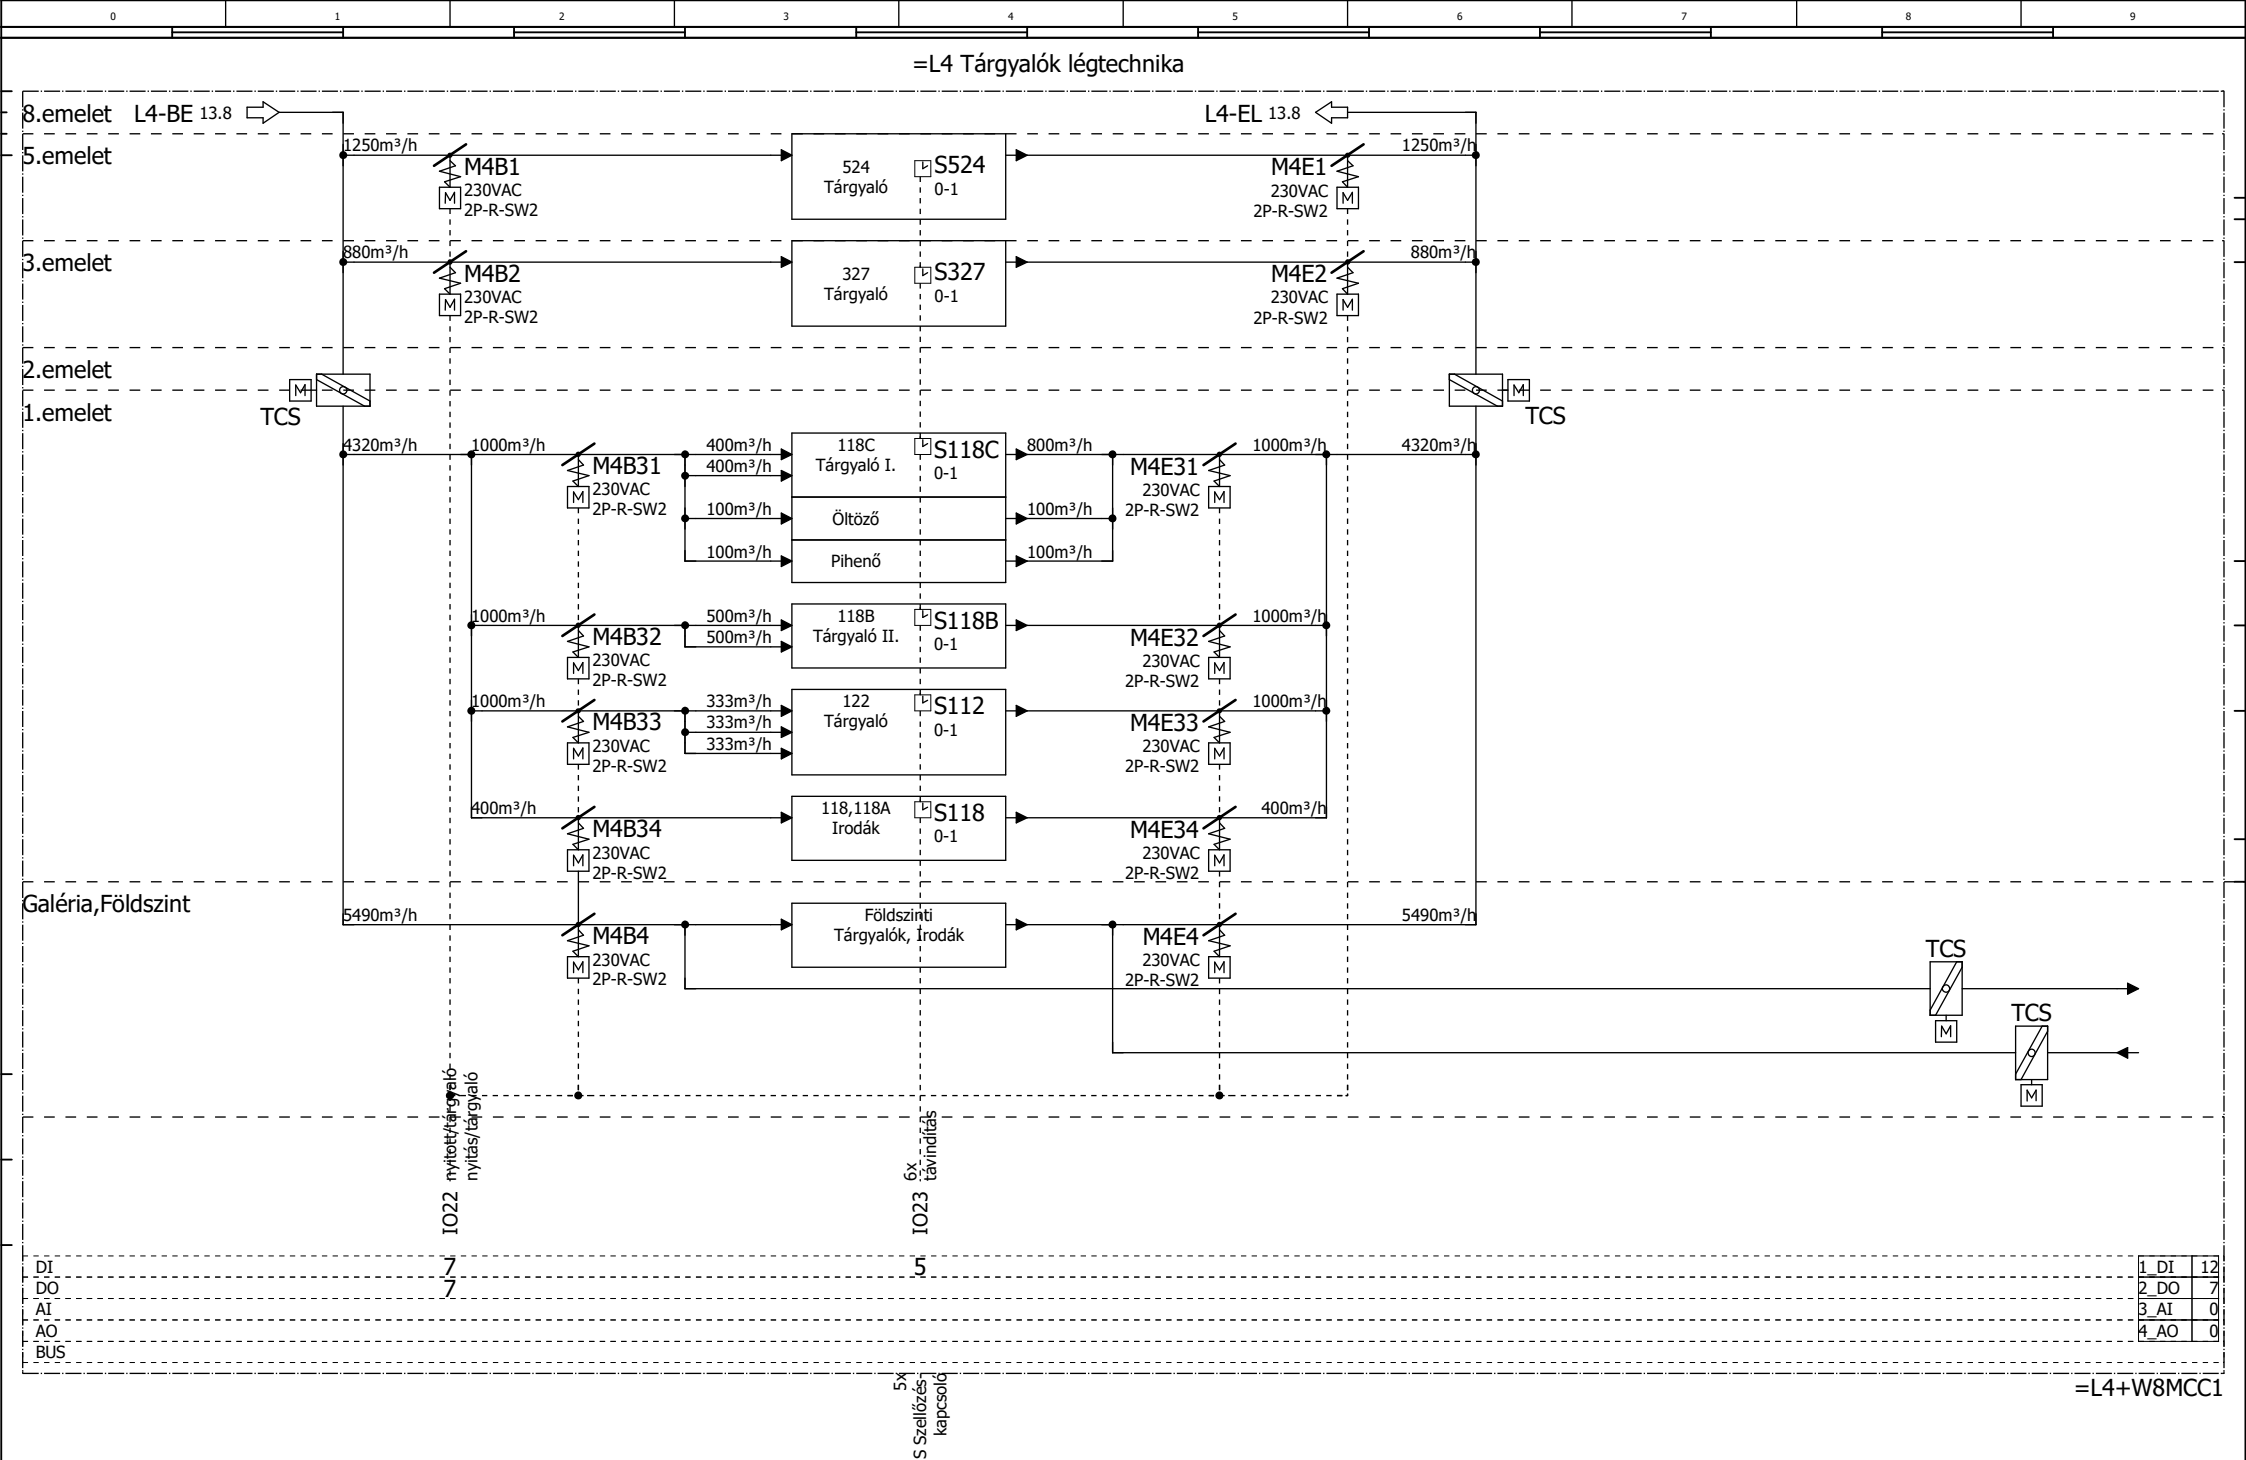 0 1 2 3 4 5 6 7 8 9
=L4 Tárgyalók légtechnika
8.emelet L4-BE 13.8 L4-EL 13.8
5.emelet
1250m³/h
M4B1
230VAC
2P-R-SW2
524
Tárgyaló
S524
0-1
M4E1
230VAC
2P-R-SW2
1250m³/h
3.emelet
880m³/h
M4B2
230VAC
2P-R-SW2
327
Tárgyaló
S327
0-1
M4E2
230VAC
2P-R-SW2
880m³/h
2.emelet
M
TCS
M
TCS
1.emelet
4320m³/h
1000m³/h
M4B31
230VAC
2P-R-SW2
400m³/h
400m³/h
100m³/h
100m³/h
118C
Tárgyaló I.
S118C
0-1
Öltöző
Pihenő
800m³/h
100m³/h
100m³/h
M4E31
230VAC
2P-R-SW2
1000m³/h
4320m³/h
1000m³/h
M4B32
230VAC
2P-R-SW2
500m³/h
500m³/h
118B
Tárgyaló II.
S118B
0-1
M4E32
230VAC
2P-R-SW2
1000m³/h
1000m³/h
M4B33
230VAC
2P-R-SW2
333m³/h
333m³/h
333m³/h
122
Tárgyaló
S112
0-1
M4E33
230VAC
2P-R-SW2
1000m³/h
400m³/h
M4B34
230VAC
2P-R-SW2
118,118A
Irodák
S118
0-1
M4E34
230VAC
2P-R-SW2
400m³/h
Galéria,Földszint
5490m³/h
M4B4
230VAC
2P-R-SW2
Földszinti
Tárgyalók, Irodák
M4E4
230VAC
2P-R-SW2
5490m³/h
TCS
M
TCS
M
IO22 nyitott/tárgyaló
nyitás/tárgyaló
IO23 6x
távindítás
DI 7 5
DO 7
AI
AO
BUS
1_DI 12
2_DO 7
3_AI 0
4_AO 0
5x
S Szellőzés-
kapcsoló
=L4+W8MCC1